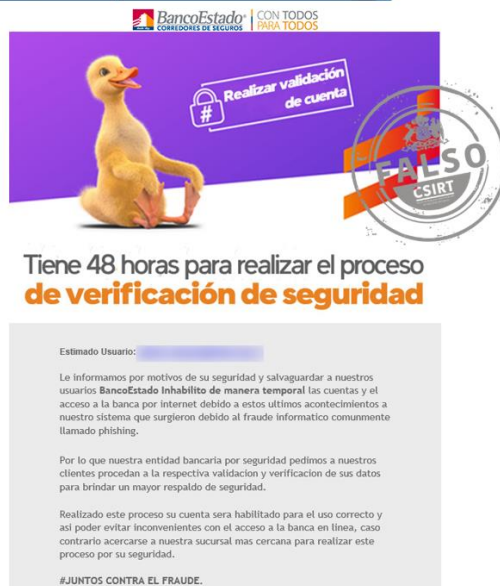 BancoEstado®
CORREDORES DE SEGUROS
CON TODOS
PARA TODOS
Realizar validación
de cuenta
#
FALSO
CSIRT
Tiene 48 horas para realizar el proceso
de verificación de seguridad
Estimado Usuario:
Le informamos por motivos de su seguridad y salvaguardar a nuestros
usuarios BancoEstado Inhabilito de manera temporal las cuentas y el
acceso a la banca por internet debido a estos ultimos acontecimientos a
nuestro sistema que surgieron debido al fraude informatico comunmente
llamado phishing.
Por lo que nuestra entidad bancaria por seguridad pedimos a nuestros
clientes procedan a la respectiva validacion y verificacion de sus datos
para brindar un mayor respaldo de seguridad.
Realizado este proceso su cuenta sera habilitado para el uso correcto y
asi poder evitar inconvenientes con el acceso a la banca en linea, caso
contrario acercarse a nuestra sucursal mas cercana para realizar este
proceso por su seguridad.
#JUNTOS CONTRA EL FRAUDE.